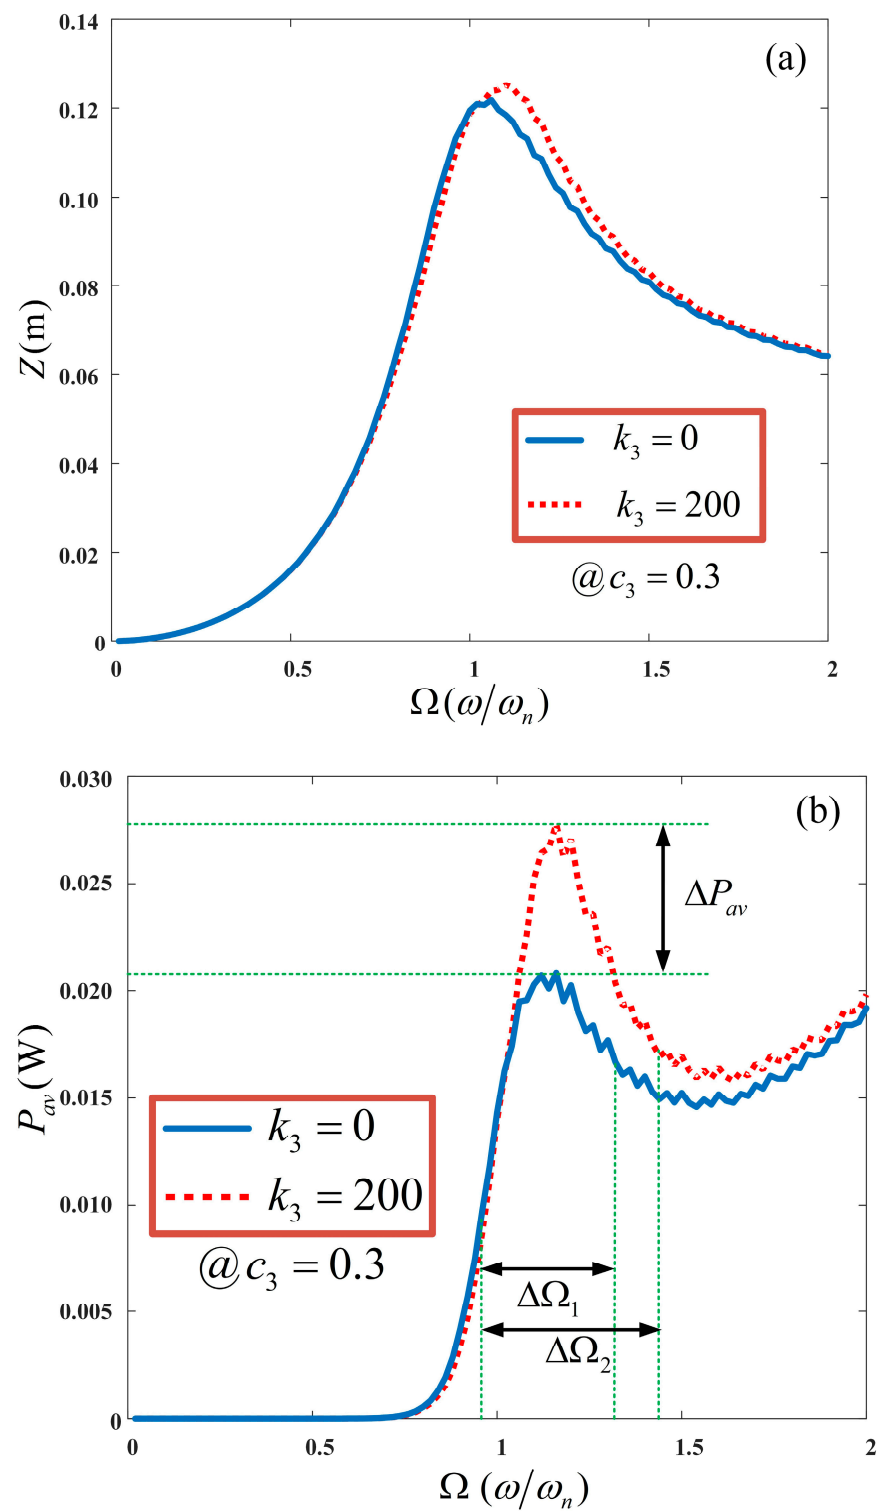 (a)
0.14
0.12
0.10
0.08
0.06
0.04
0.02
0
Z(m)
k₃ = 0
k₃ = 200
@c₃ = 0.3
0 0.5 1 1.5 2
Ω(ω/ωₙ)
(b)
0.030
0.025
0.020
0.015
0.010
0.005
0
Pₐᵥ(W)
ΔPₐᵥ
k₃ = 0
k₃ = 200
@c₃ = 0.3
ΔΩ₁
ΔΩ₂
0 0.5 1 1.5 2
Ω (ω/ωₙ)